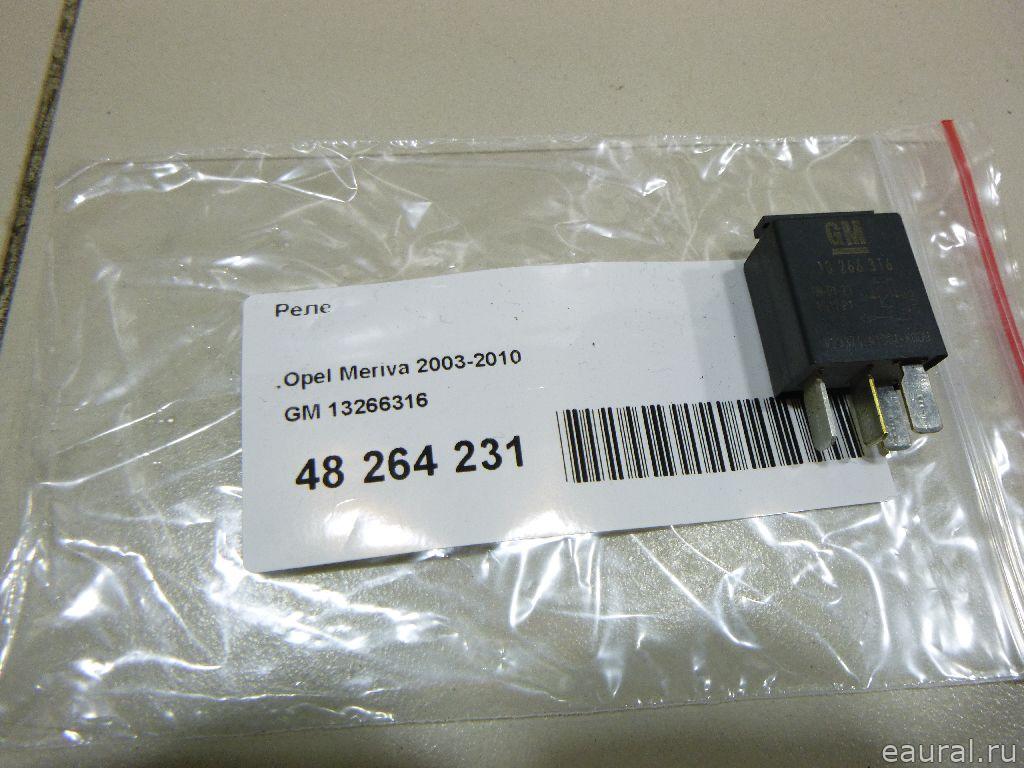 Реле
.Opel Meriva 2003-2010
GM 13266316
48 264 231
GM
13 266 316
eaural.ru